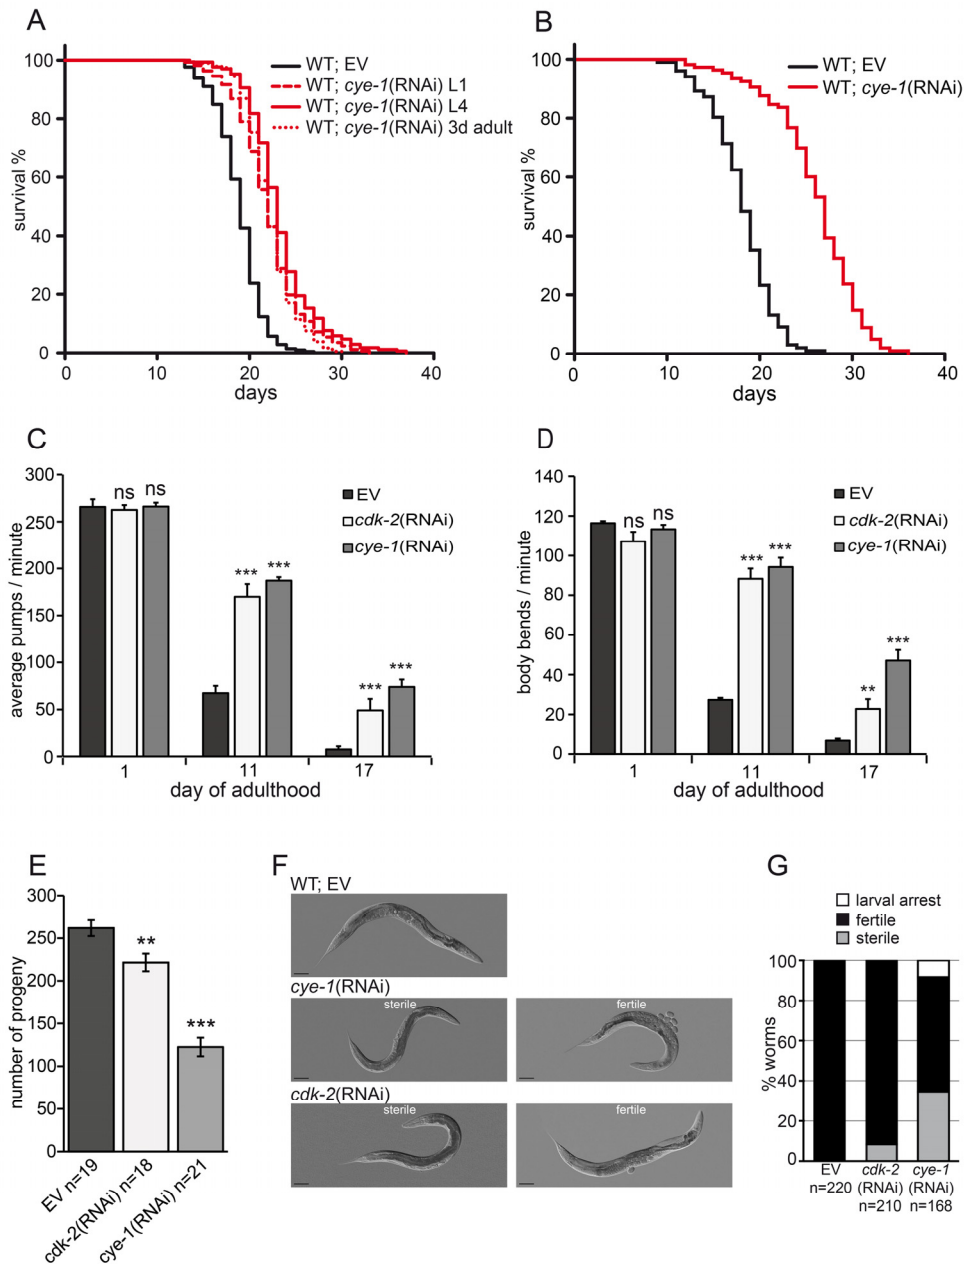 A
WT; EV
WT; cye-1(RNAi) L1
WT; cye-1(RNAi) L4
WT; cye-1(RNAi) 3d adult
survival %
100
80
60
40
20
0
0 10 20 30 40
days
B
WT; EV
WT; cye-1(RNAi)
survival %
100
80
60
40
20
0
0 10 20 30 40
days
C
EV
cdk-2(RNAi)
cye-1(RNAi)
average pumps / minute
300
250
200
150
100
50
0
ns ns
*** ***
*** ***
1 11 17
day of adulthood
D
EV
cdk-2(RNAi)
cye-1(RNAi)
body bends / minute
140
120
100
80
60
40
20
0
ns ns
*** ***
** ***
1 11 17
day of adulthood
E
number of progeny
300
250
200
150
100
50
0
**
***
EV n=19
cdk-2(RNAi) n=18
cye-1(RNAi) n=21
F
WT; EV
cye-1(RNAi)
sterile
fertile
cdk-2(RNAi)
sterile
fertile
G
larval arrest
fertile
sterile
% worms
100
80
60
40
20
0
EV
n=220
cdk-2
(RNAi)
n=210
cye-1
(RNAi)
n=168